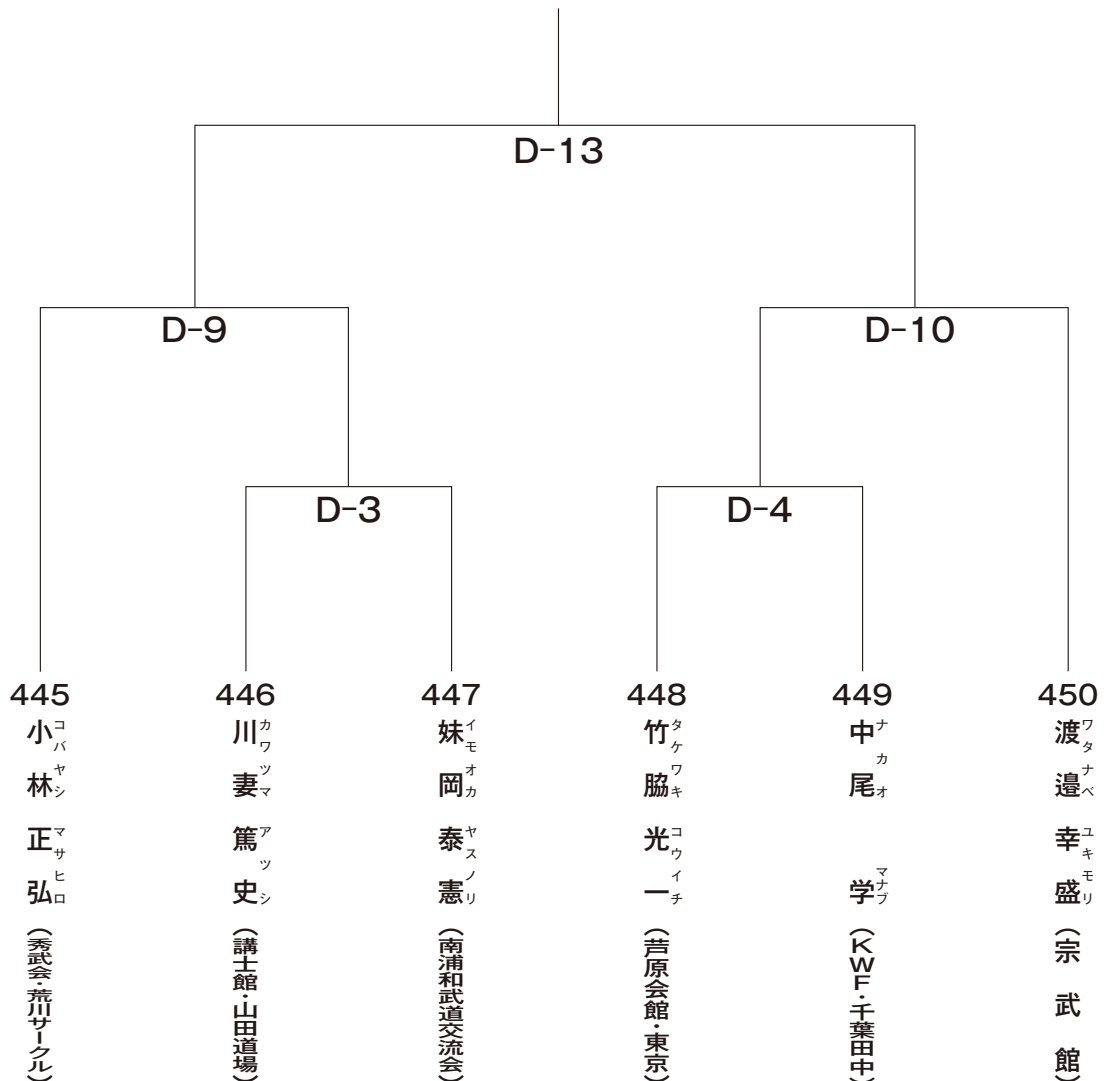 D-13
D-9
D-10
D-3
D-4
445
小林 正弘
コバヤシ マサヒロ
(秀武会・荒川サークル)
446
川妻 篤史
カワツマ アツシ
(講士館・山田道場)
447
妹岡 泰憲
イモオカ ヤスノリ
(南浦和武道交流会)
448
竹脇 光一
タケワキ コウイチ
(芦原会館・東京)
449
中尾 学
ナカオ マナブ
(KWF・千葉田中)
450
渡邉 幸盛
ワタナベ ユキモリ
(宗武館)